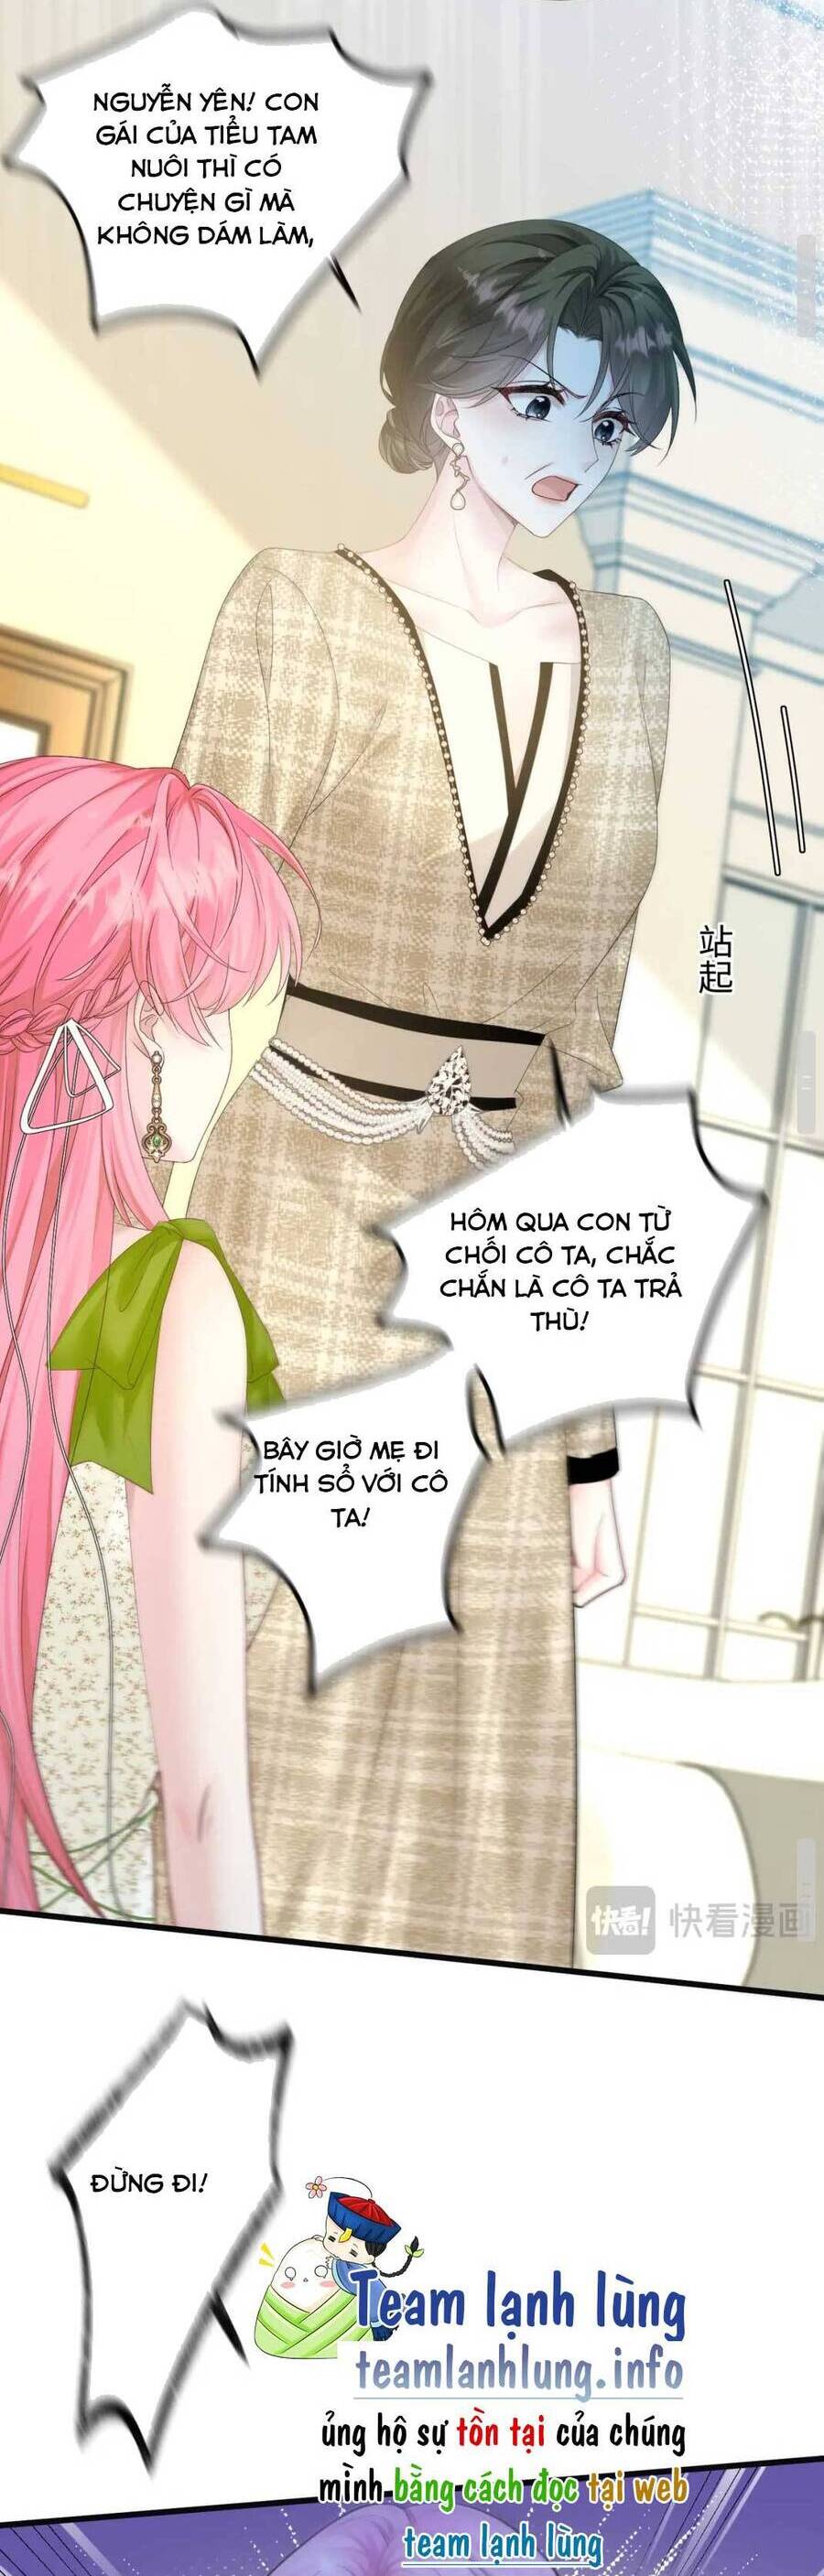 NGUYỄN YÊN! CON
GÁI CỦA TIỂU TAM
NUÔI THÌ CÓ
CHUYỆN GÌ MÀ
KHÔNG DÁM LÀM,
站起
HÔM QUA CON TỪ
CHỐI CÔ TA, CHẮC
CHẮN LÀ CÔ TA TRẢ
THÙ!
BÂY GIỜ MẸ ĐI
TÍNH SỔ VỚI CÔ
TA!
快看! 快看漫画
ĐỪNG ĐI!
Team lạnh lùng
teamlanhlung.info
ủng hộ sự tồn tại của chúng
mình bằng cách đọc tại web
team lạnh lùng